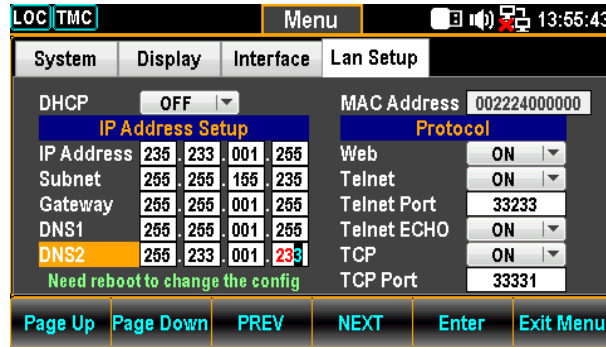 LOC TMC Menu 13:55:43
System Display Interface Lan Setup
DHCP OFF MAC Address 002224000000
IP Address Setup Protocol
IP Address 235 . 233 . 001 . 255 Web ON
Subnet 255 . 255 . 155 . 235 Telnet ON
Gateway 255 . 255 . 001 . 255 Telnet Port 33233
DNS1 255 . 255 . 001 . 255 Telnet ECHO ON
DNS2 255 . 233 . 001 . 233 TCP ON
Need reboot to change the config TCP Port 33331
Page Up Page Down PREV NEXT Enter Exit Menu